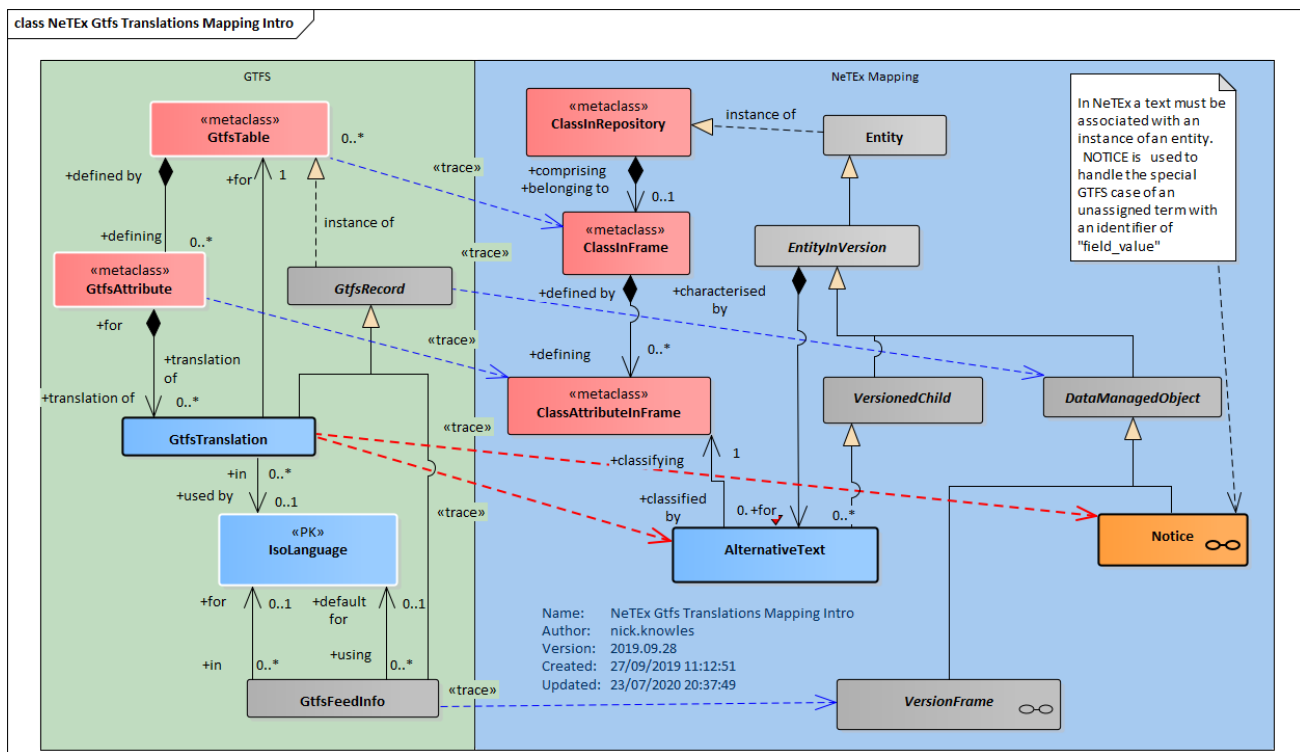 class NeTEx Gtfs Translations Mapping Intro
GTFS
NeTEx Mapping
«metaclass»
GtfsTable
0..*
+defined by
+for
1
instance of
+defining
0..*
«metaclass»
GtfsAttribute
+for
+translation
of
+translation of
0..*
GtfsRecord
GtfsTranslation
+in
0..*
+used by
0..1
«PK»
IsoLanguage
+for
0..1
+default
for
0..1
+in
0..*
+using
0..*
GtfsFeedInfo
«trace»
«trace»
«trace»
«trace»
«trace»
«trace»
«metaclass»
ClassInRepository
instance of
Entity
+comprising
+belonging to
0..1
«metaclass»
ClassInFrame
EntityInVersion
+defined by
+characterised
by
+defining
0..*
«metaclass»
ClassAttributeInFrame
VersionedChild
DataManagedObject
1
+classifying
+classified
by
0.
+for
0..*
AlternativeText
Notice
In NeTEx a text must be
associated with an
instance of an entity.
NOTICE is used to
handle the special
GTFS case of an
unassigned term with
an identifier of
"field_value"
Name: NeTEx Gtfs Translations Mapping Intro
Author: nick.knowles
Version: 2019.09.28
Created: 27/09/2019 11:12:51
Updated: 23/07/2020 20:37:49
VersionFrame